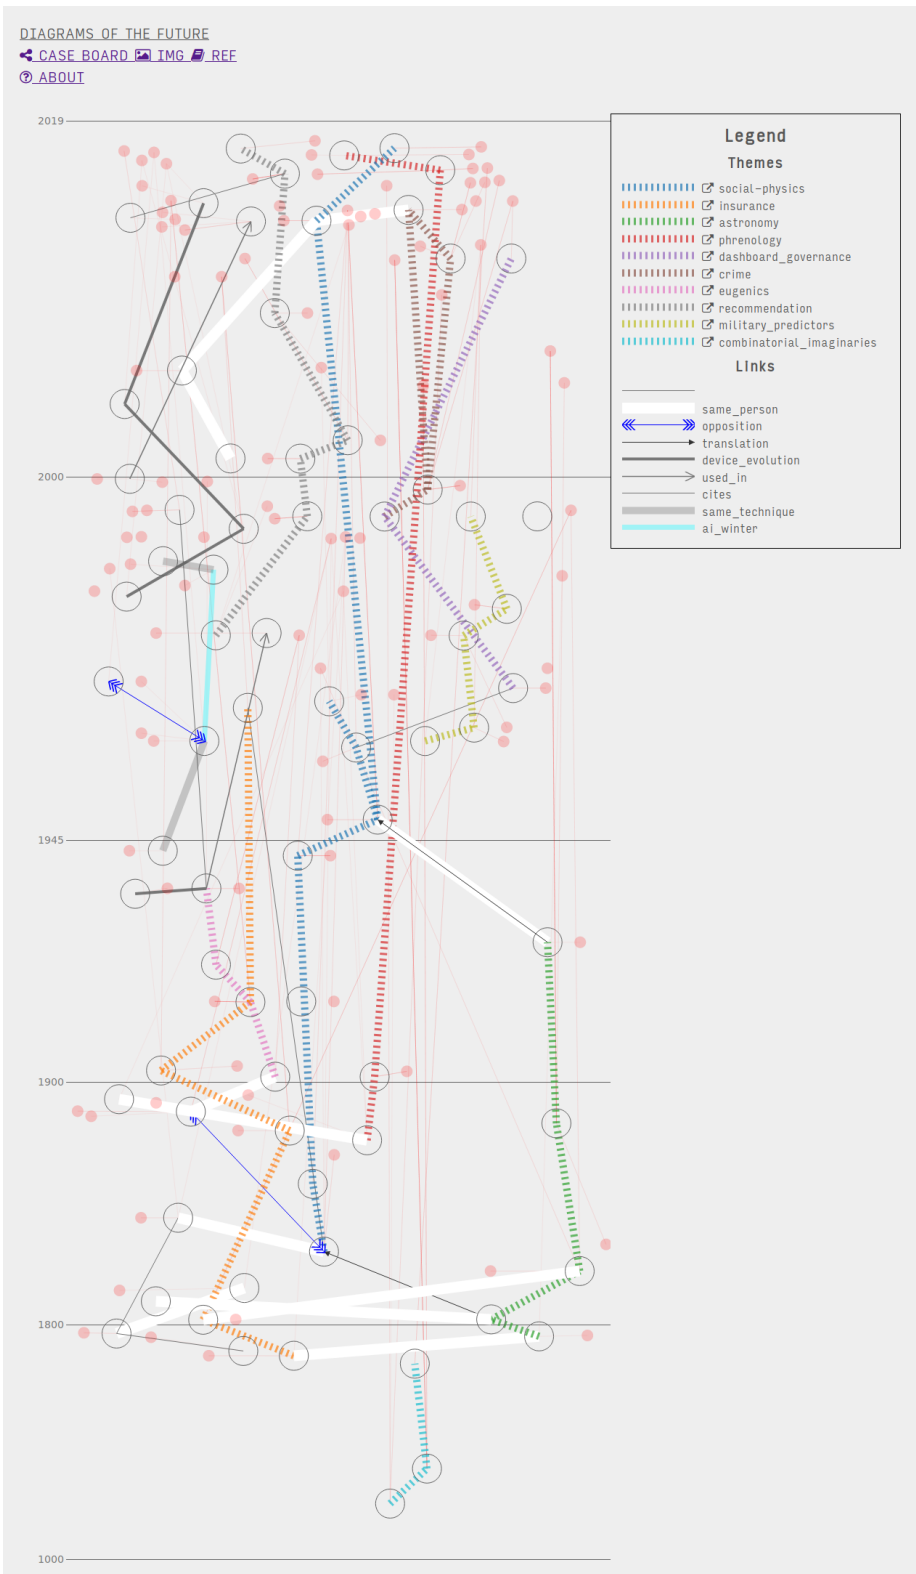 DIAGRAMS OF THE FUTURE
CASE BOARD IMG REF
ABOUT
2019
2000
1945
1900
1800
1000
Legend
Themes
social-physics
insurance
astronomy
phrenology
dashboard_governance
crime
eugenics
recommendation
military_predictors
combinatorial_imaginaries
Links
same_person
opposition
translation
device_evolution
used_in
cites
same_technique
ai_winter